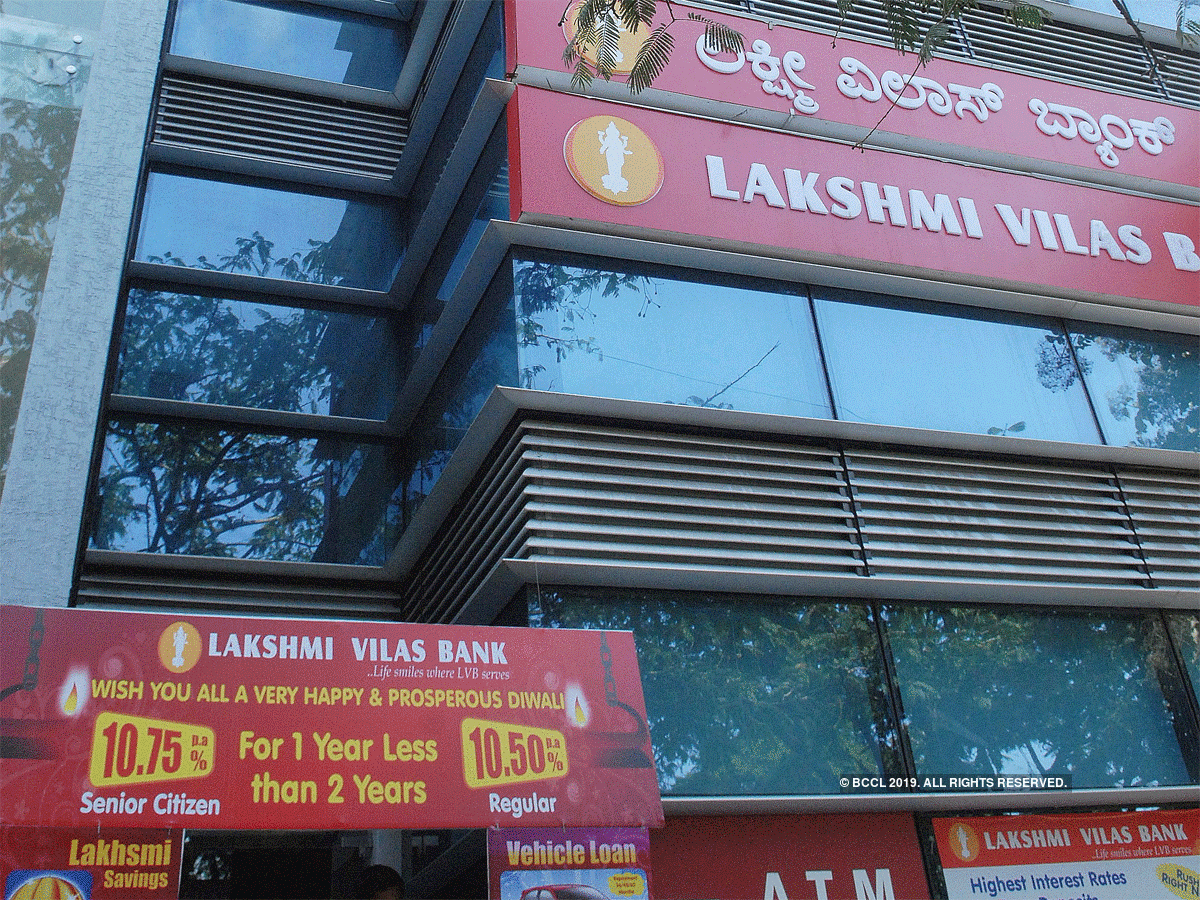 ಲಕ್ಷ್ಮೀ ವಿಲಾಸ್ ಬ್ಯಾಂಕ್
LAKSHMI VILAS B
LAKSHMI VILAS BANK
..Life smiles where LVB serves
WISH YOU ALL A VERY HAPPY & PROSPEROUS DIWALI
10.75 p.a %
Senior Citizen
For 1 Year Less
than 2 Years
10.50 p.a %
Regular
© BCCL 2019. ALL RIGHTS RESERVED.
Lakhsmi
Savings
Vehicle Loan
ATM
LAKSHMI VILAS BANK
..Life smiles where LVB serves
Highest Interest Rates
RUSH
RIGHT N